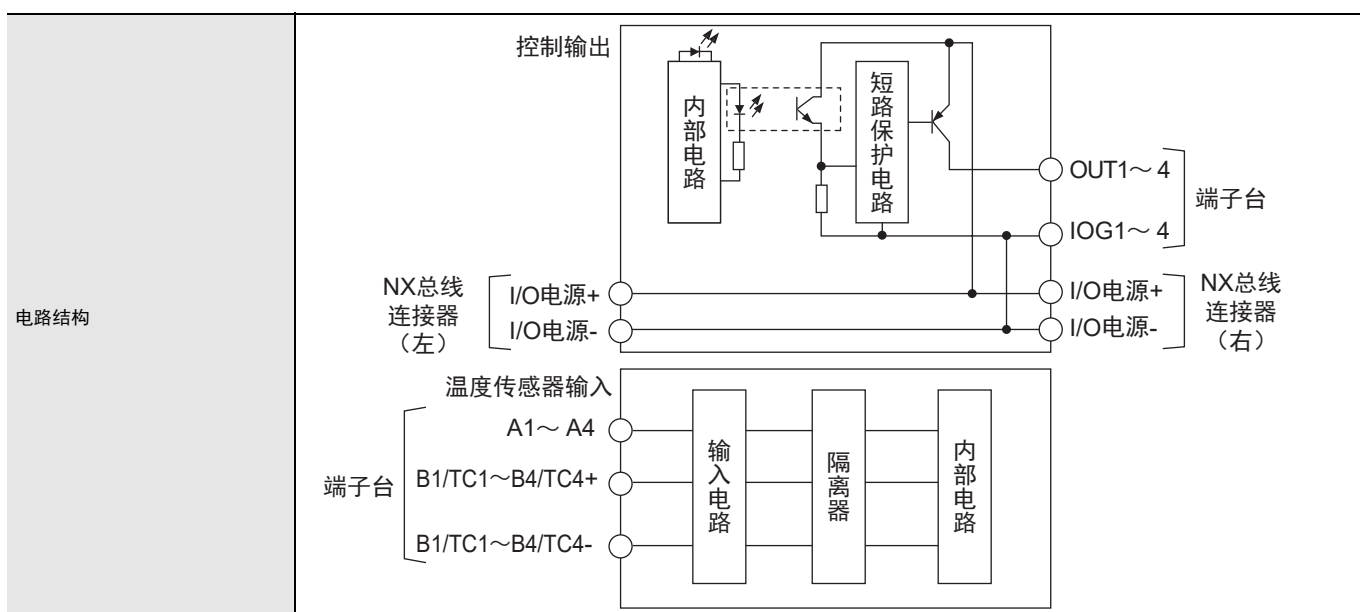 电路结构
控制输出
内部电路
短路保护电路
OUT1～4
IOG1～4
端子台
NX总线
连接器
（左）
I/O电源+
I/O电源-
I/O电源+
I/O电源-
NX总线
连接器
（右）
温度传感器输入
端子台
A1～A4
B1/TC1～B4/TC4+
B1/TC1～B4/TC4-
输入电路
隔离器
内部电路